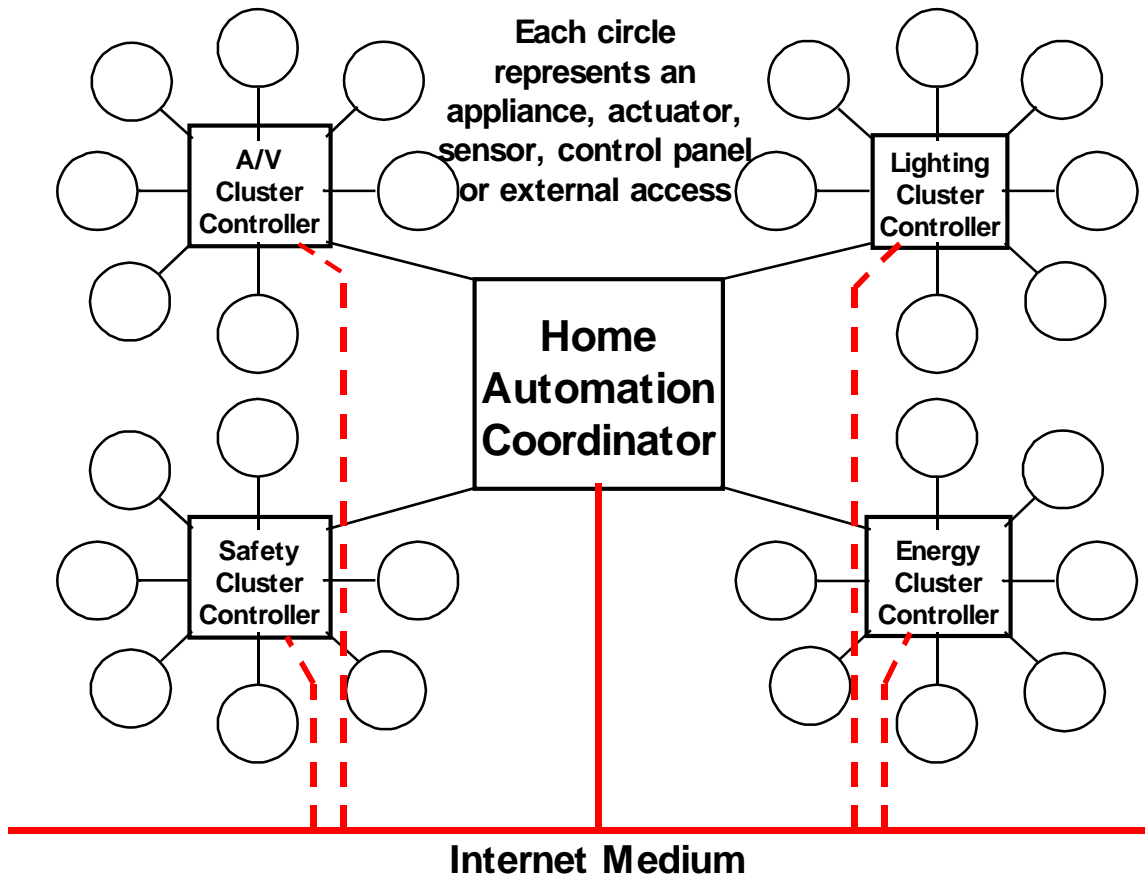 Each circle
represents an
appliance, actuator,
sensor, control panel
or external access
A/V
Cluster
Controller
Lighting
Cluster
Controller
Home
Automation
Coordinator
Safety
Cluster
Controller
Energy
Cluster
Controller
Internet Medium